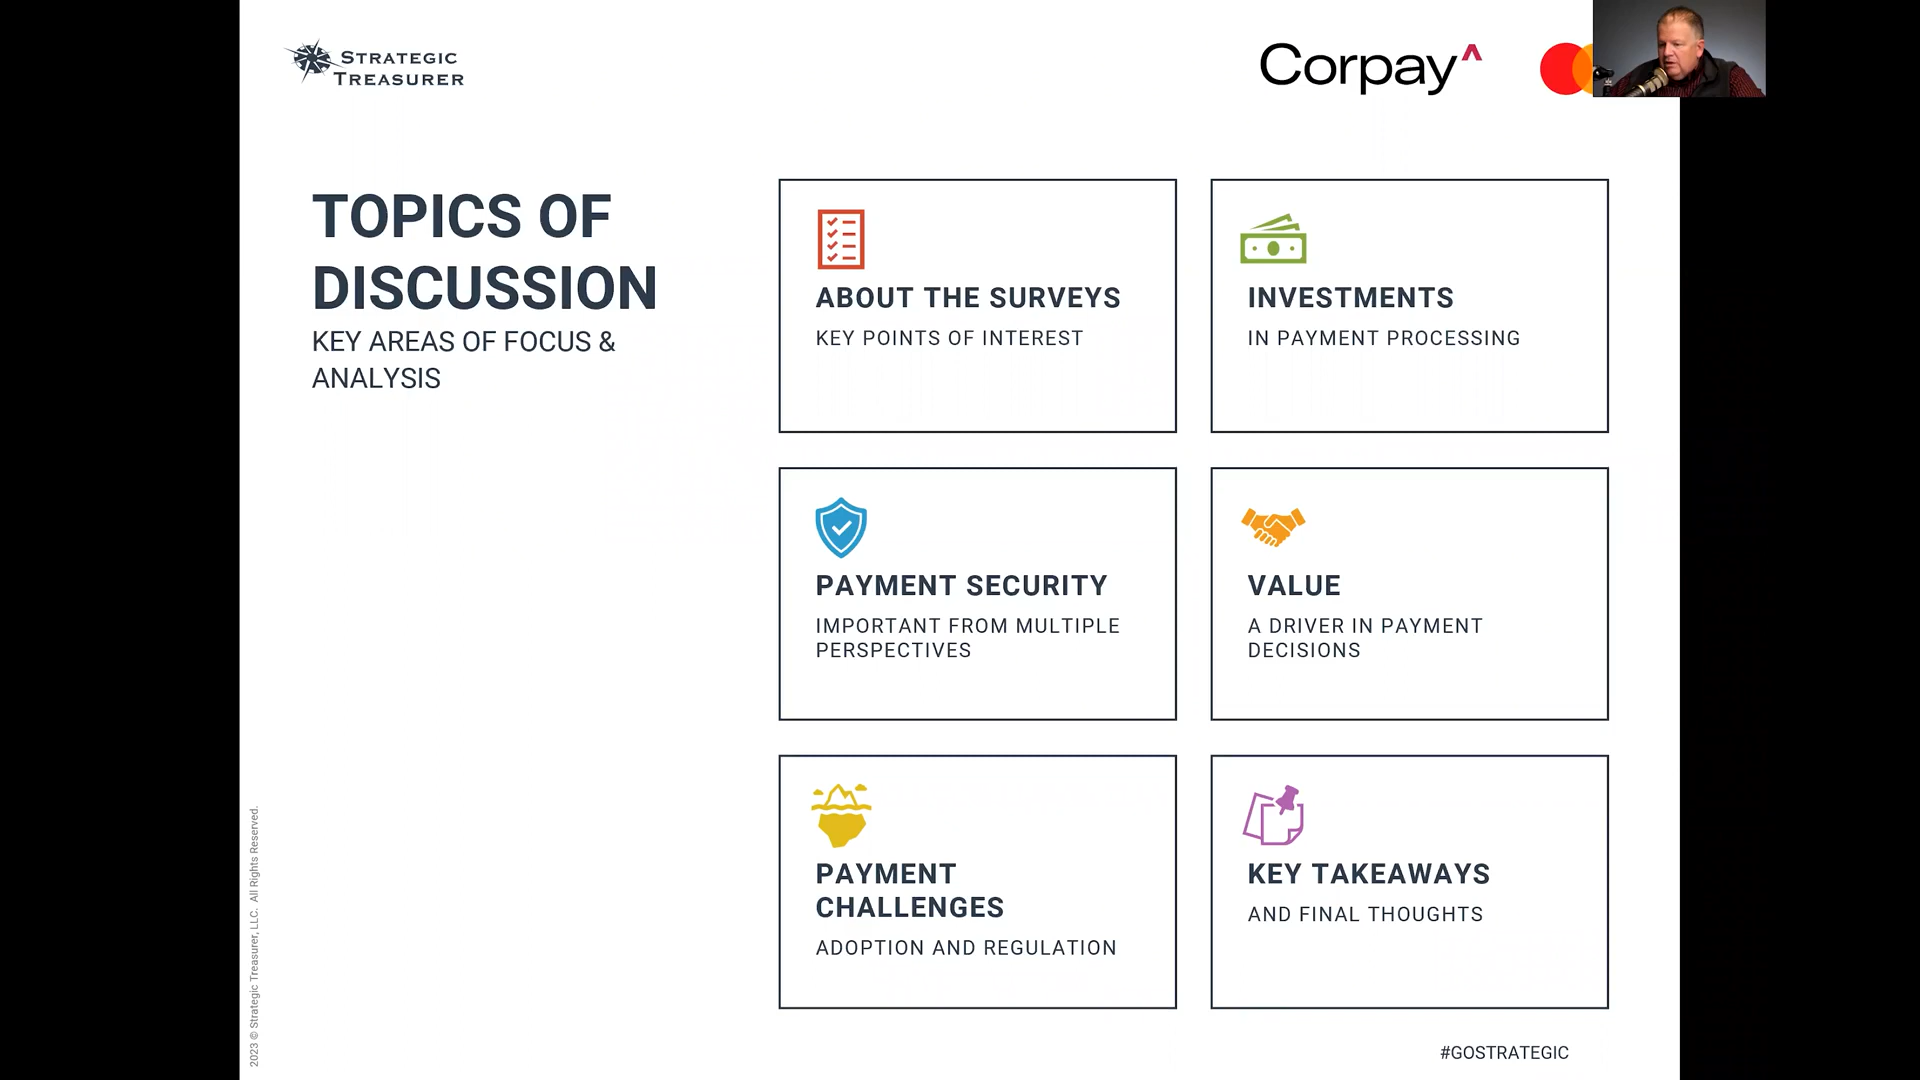 STRATEGIC
TREASURER
Corpay^
TOPICS OF
DISCUSSION
KEY AREAS OF FOCUS &
ANALYSIS
ABOUT THE SURVEYS
KEY POINTS OF INTEREST
INVESTMENTS
IN PAYMENT PROCESSING
PAYMENT SECURITY
IMPORTANT FROM MULTIPLE
PERSPECTIVES
VALUE
A DRIVER IN PAYMENT
DECISIONS
PAYMENT
CHALLENGES
ADOPTION AND REGULATION
KEY TAKEAWAYS
AND FINAL THOUGHTS
2023 © Strategic Treasurer, LLC. All Rights Reserved.
#GOSTRATEGIC